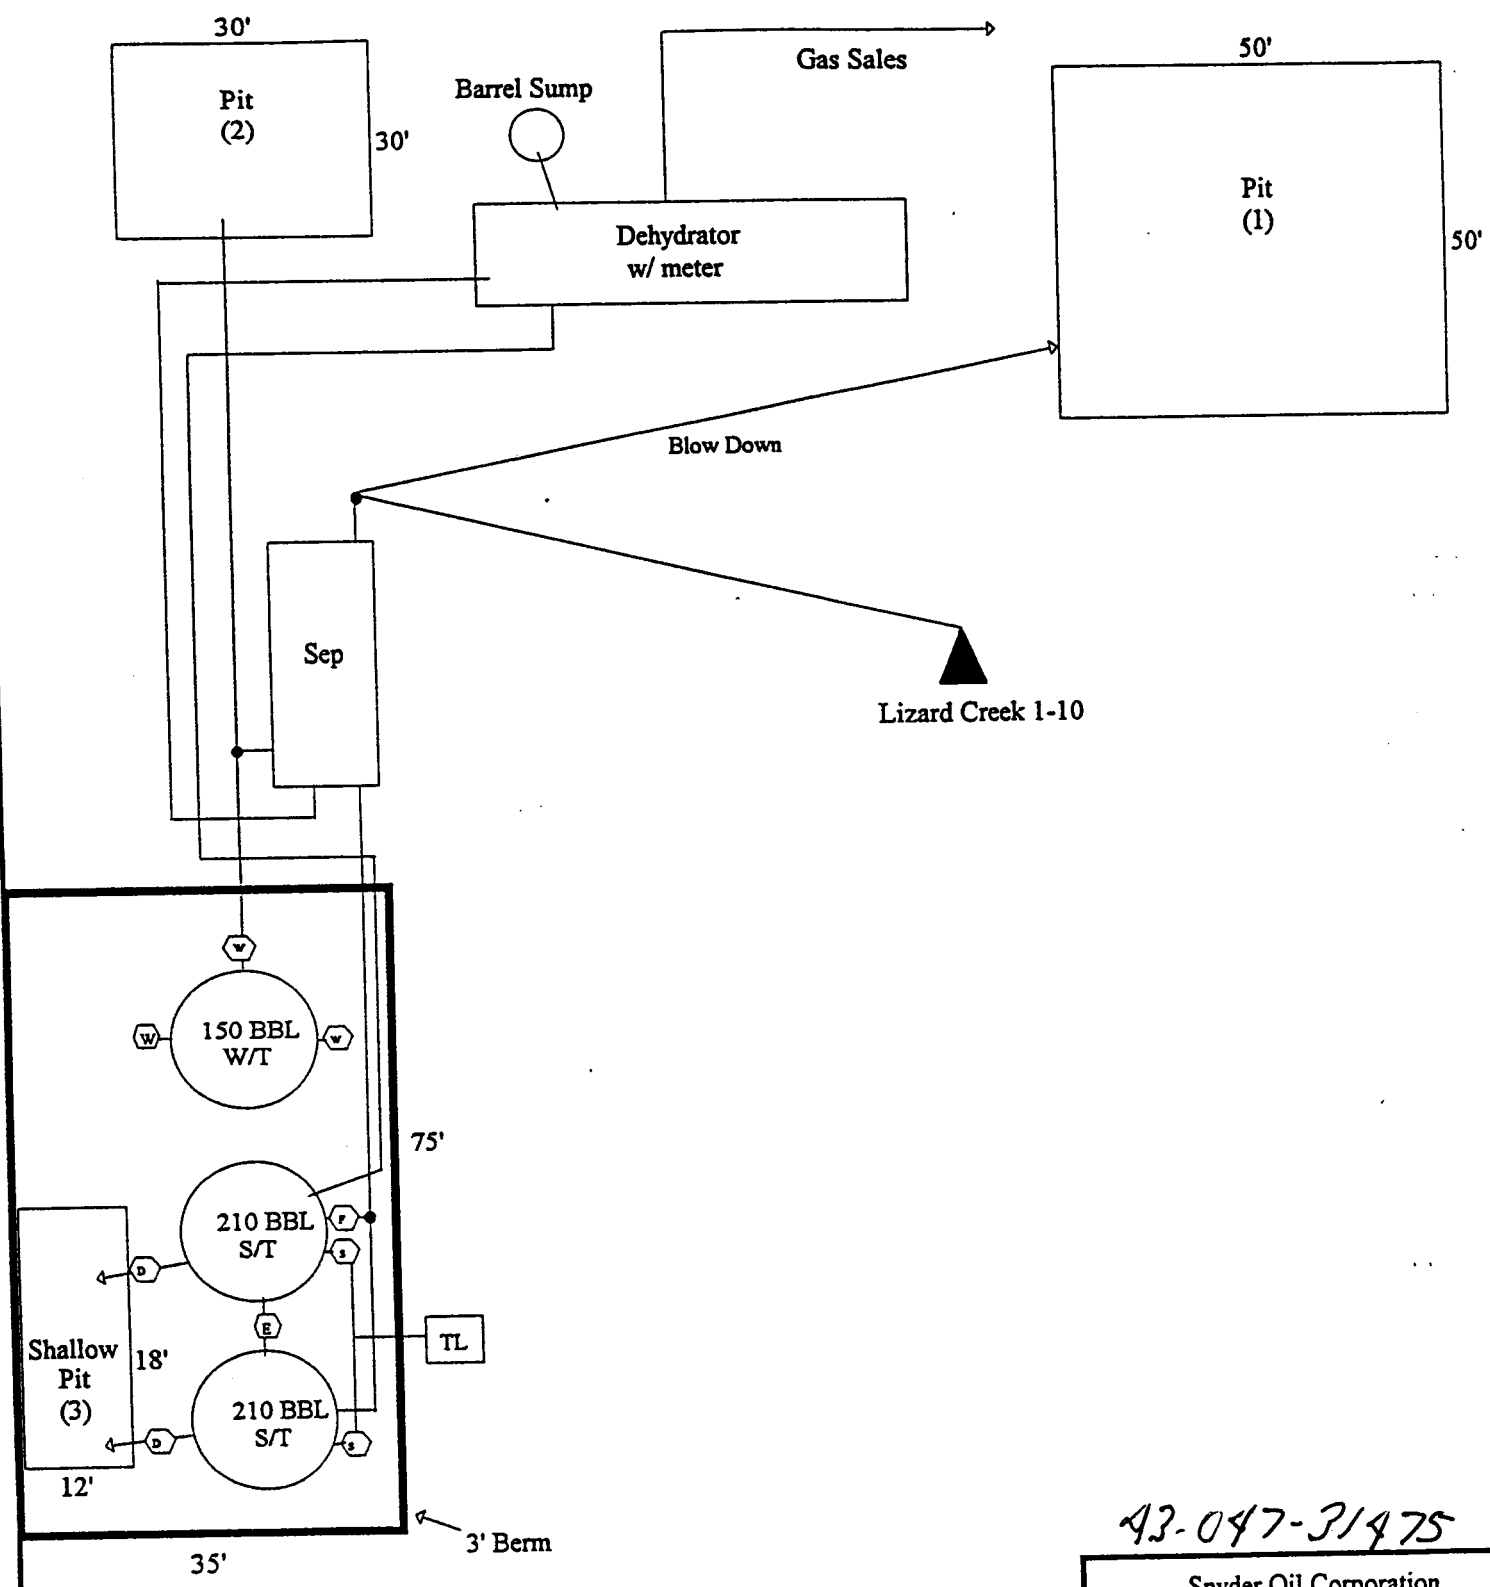 30'
Pit
(2)
30'
Barrel Sump
Gas Sales
50'
Pit
(1)
50'
Dehydrator
w/ meter
Blow Down
Sep
Lizard Creek 1-10
W
W
150 BBL
W/T
W
75'
210 BBL
S/T
F
S
D
E
TL
Shallow
Pit
(3)
18'
210 BBL
S/T
D
S
12'
3' Berm
35'
43-047-31475
Snyder Oil Corporation